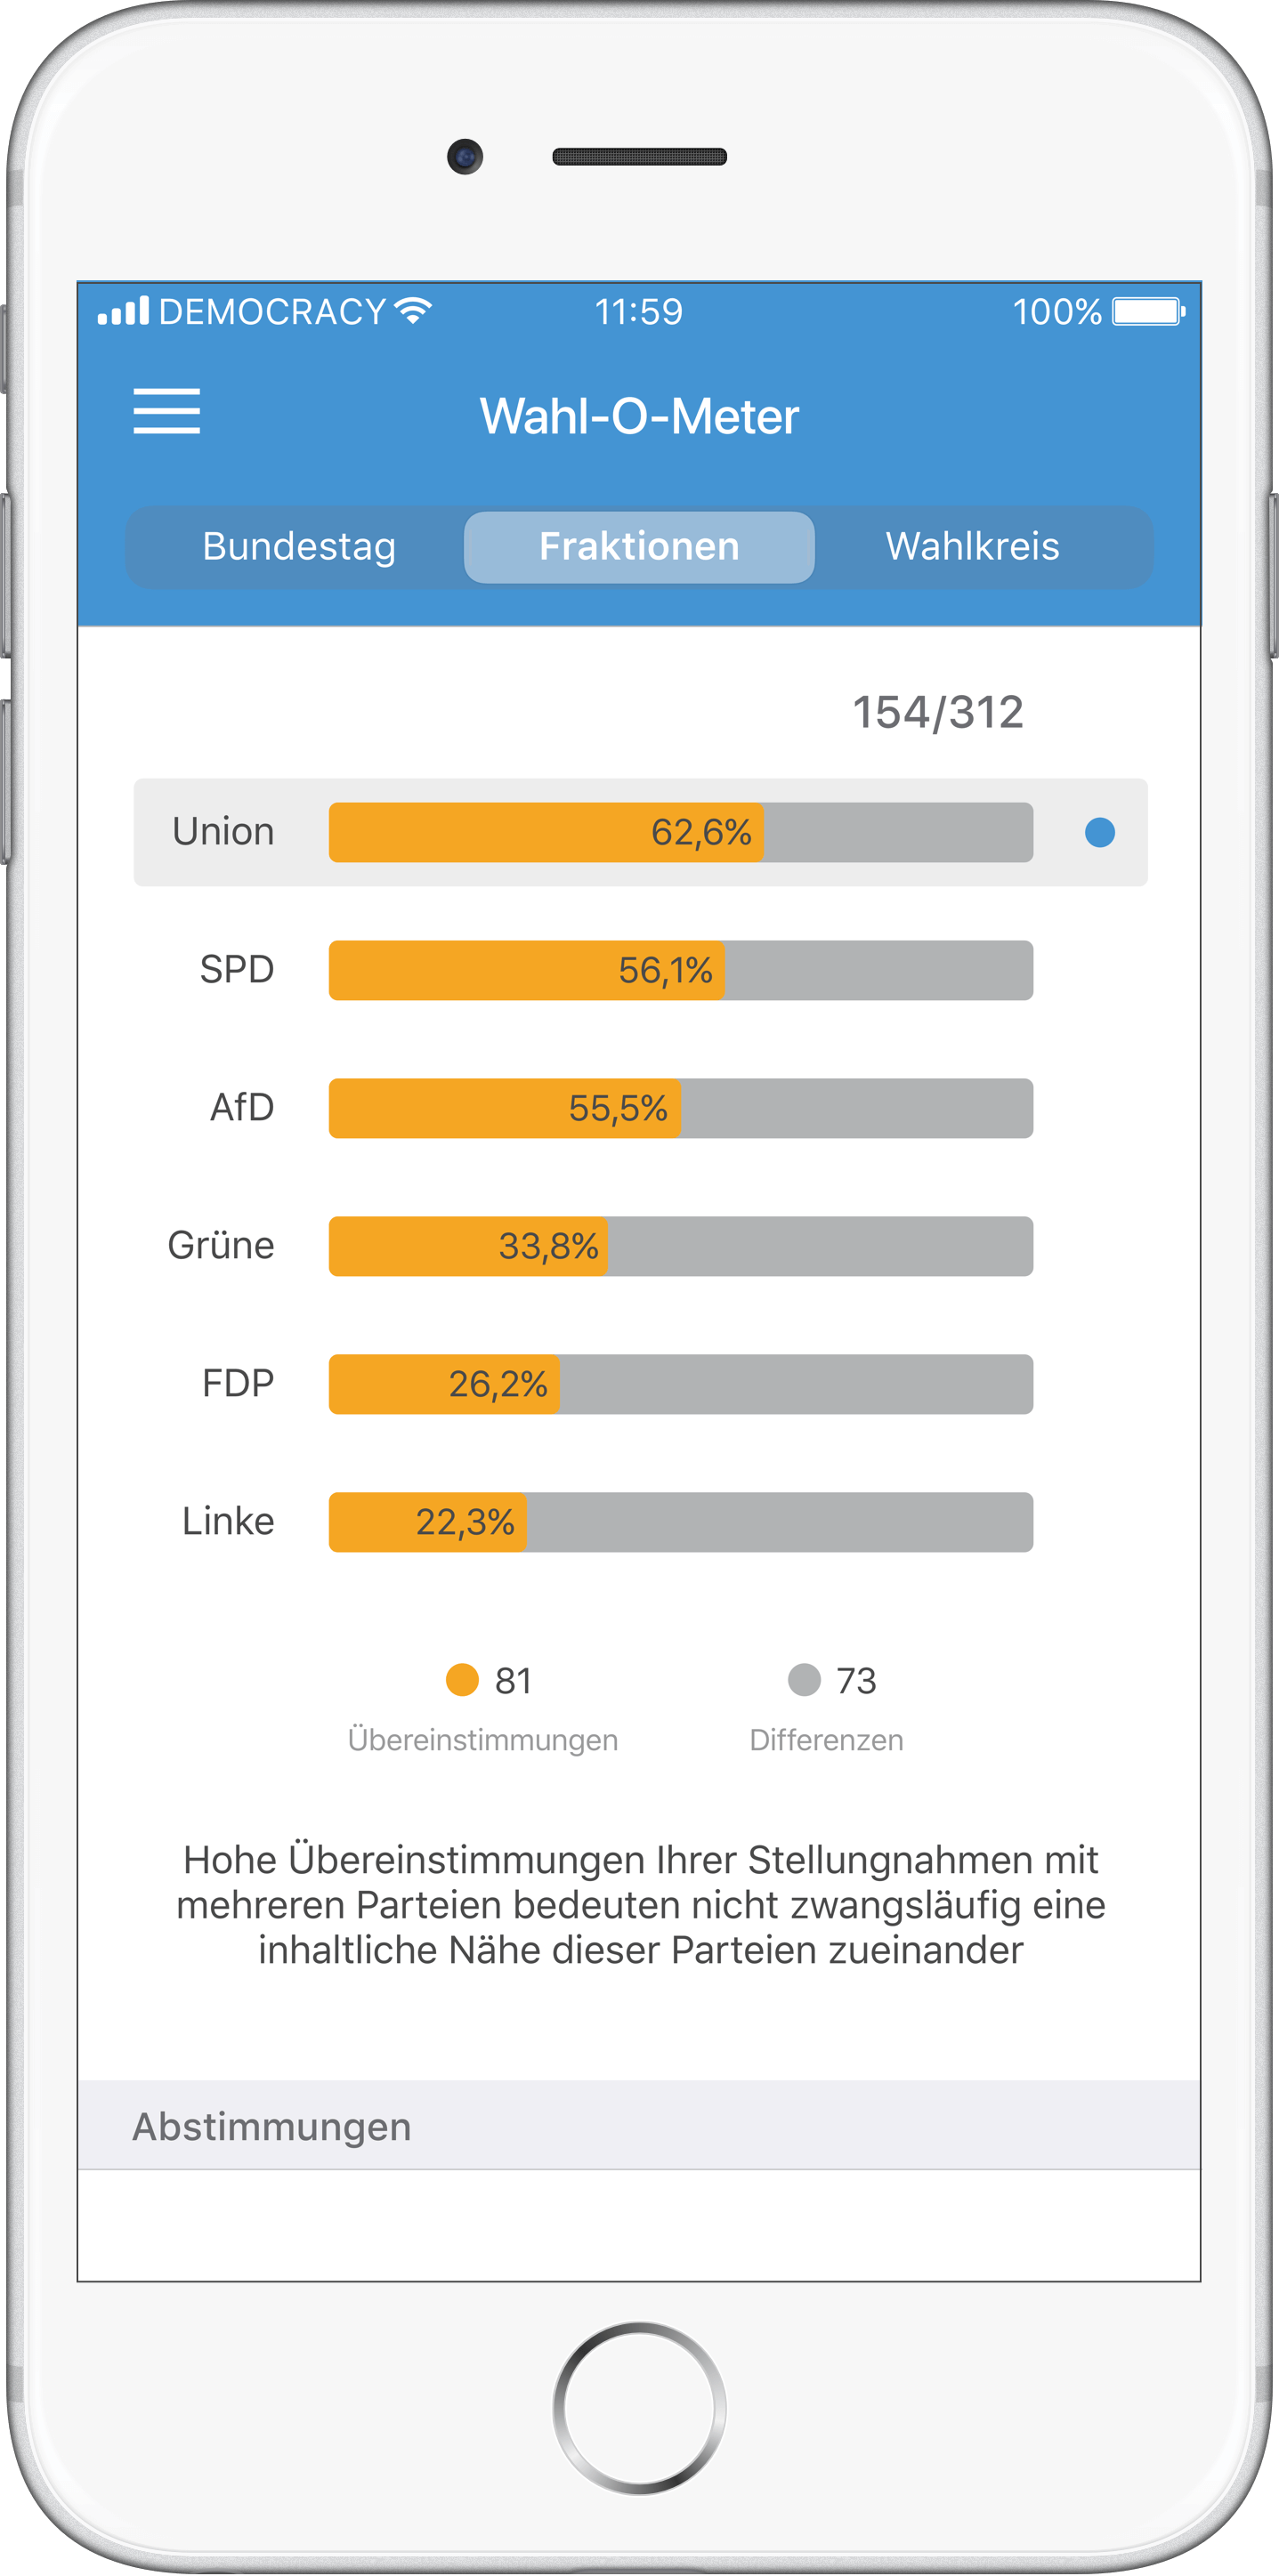 DEMOCRACY 11:59 100%
Wahl-O-Meter
Bundestag Fraktionen Wahlkreis
154/312
Union 62,6%
SPD 56,1%
AfD 55,5%
Grüne 33,8%
FDP 26,2%
Linke 22,3%
81 73
Übereinstimmungen Differenzen
Hohe Übereinstimmungen Ihrer Stellungnahmen mit
mehreren Parteien bedeuten nicht zwangsläufig eine
inhaltliche Nähe dieser Parteien zueinander
Abstimmungen